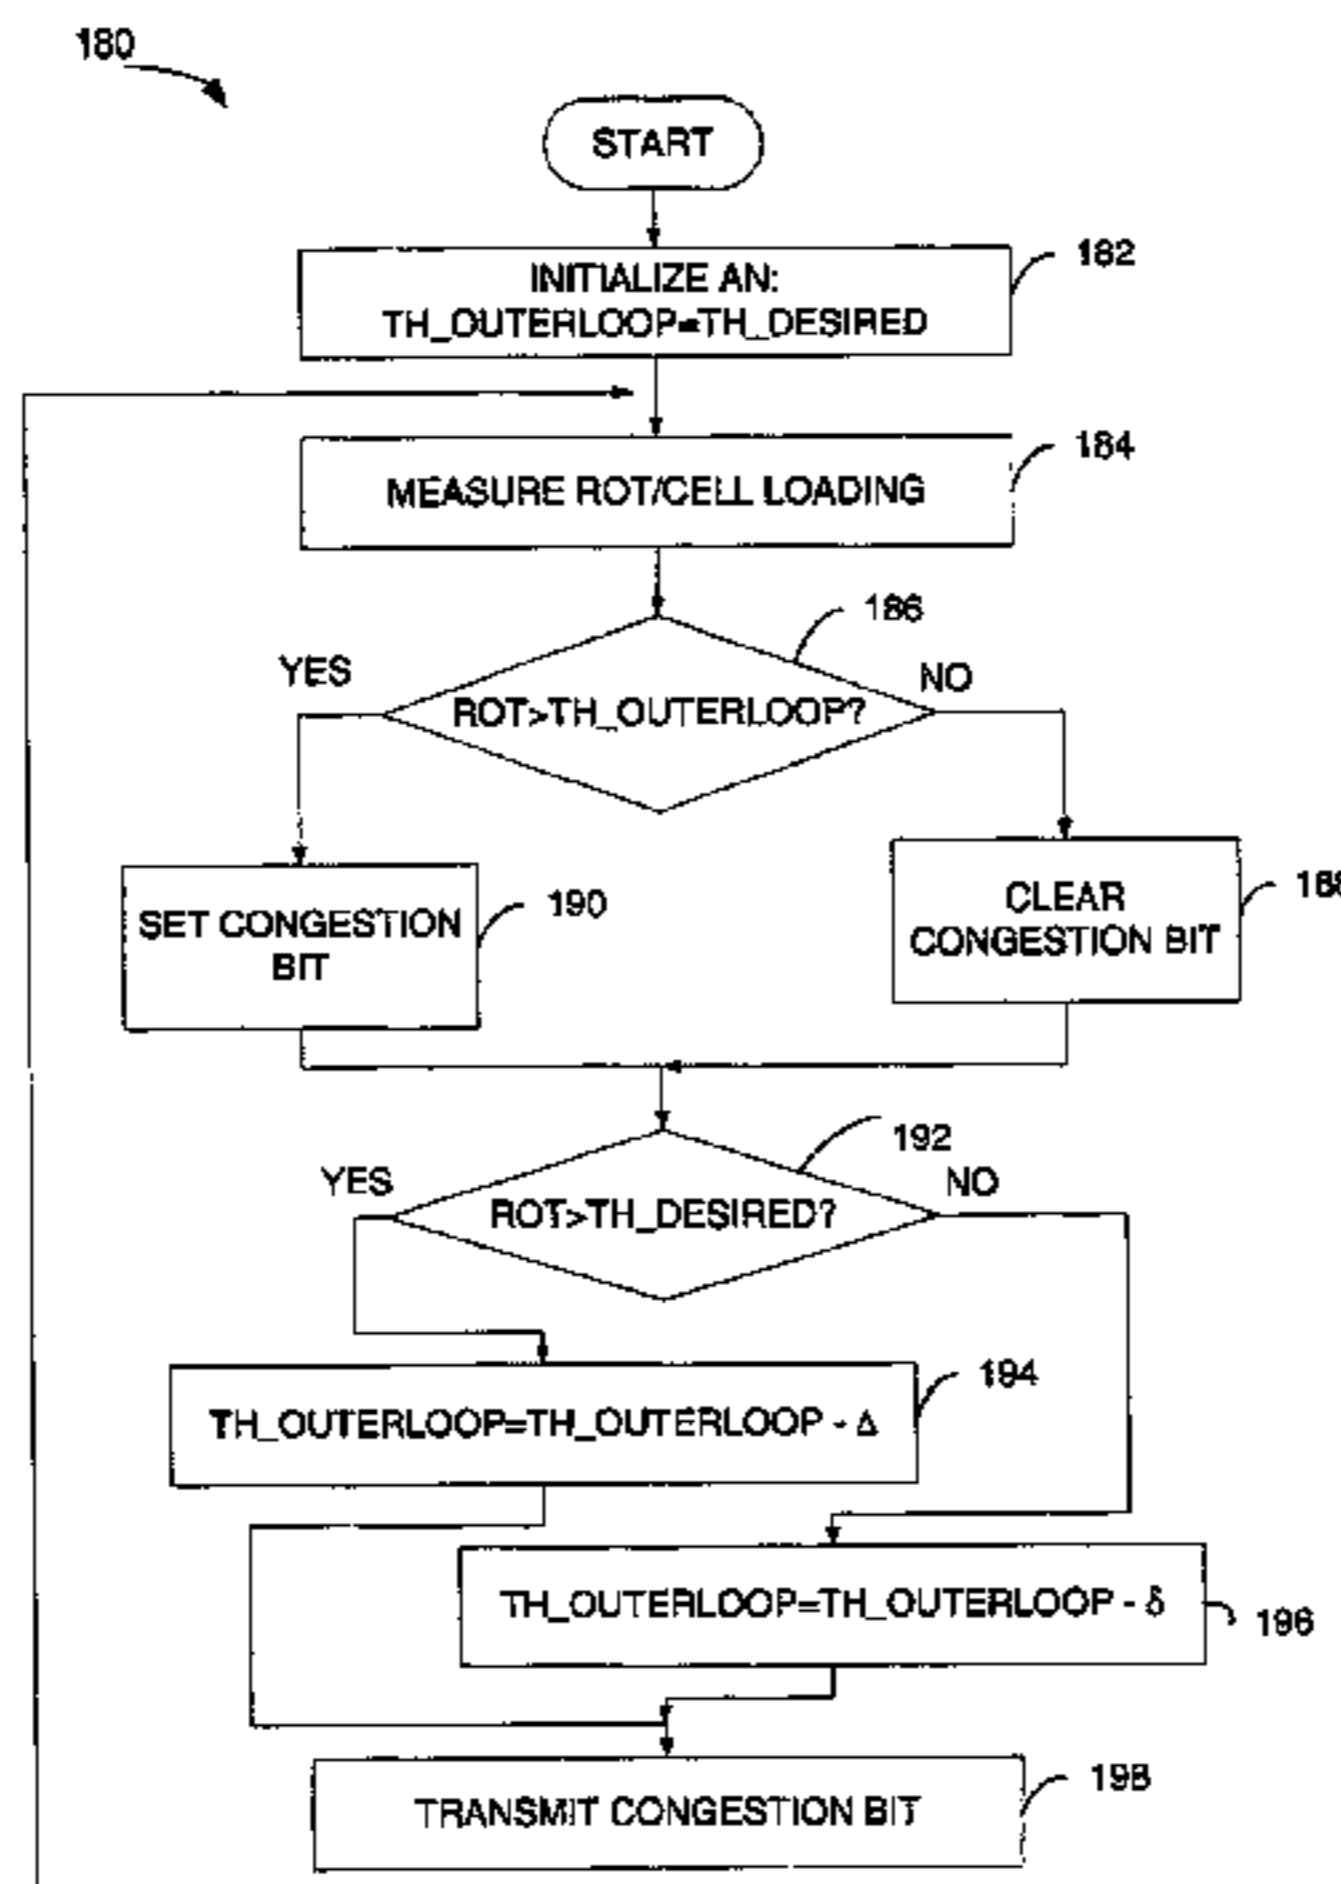 180
START
INITIALIZE AN:
TH_OUTERLOOP=TH_DESIRED
182
MEASURE ROT/CELL LOADING
184
186
YES
NO
ROT>TH_OUTERLOOP?
SET CONGESTION
BIT
190
CLEAR
CONGESTION BIT
192
YES
NO
ROT>TH_DESIRED?
TH_OUTERLOOP=TH_OUTERLOOP - Δ
194
TH_OUTERLOOP=TH_OUTERLOOP - δ
196
TRANSMIT CONGESTION BIT
198